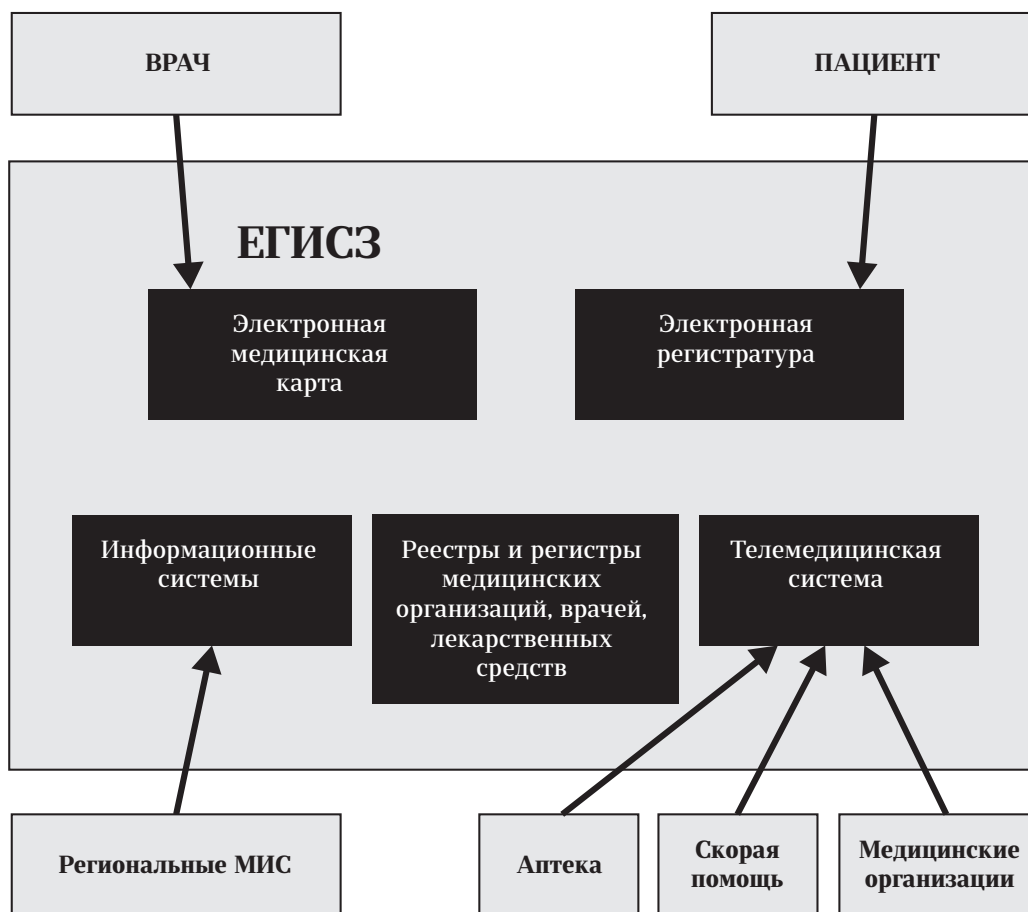 ВРАЧ
ПАЦИЕНТ
ЕГИСЗ
Электронная
медицинская
карта
Электронная
регистратура
Информационные
системы
Реестры и регистры
медицинских
организаций, врачей,
лекарственных
средств
Телемедицинская
система
Региональные МИС
Аптека
Скорая
помощь
Медицинские
организации